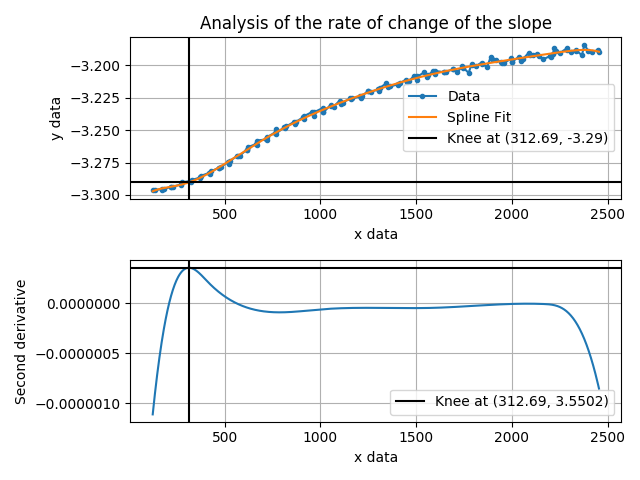 Analysis of the rate of change of the slope
y data
−3.200
−3.225
−3.250
−3.275
−3.300
Data
Spline Fit
Knee at (312.69, -3.29)
500 1000 1500 2000 2500
x data
Second derivative
0.0000000
−0.0000005
−0.0000010
Knee at (312.69, 3.5502)
500 1000 1500 2000 2500
x data